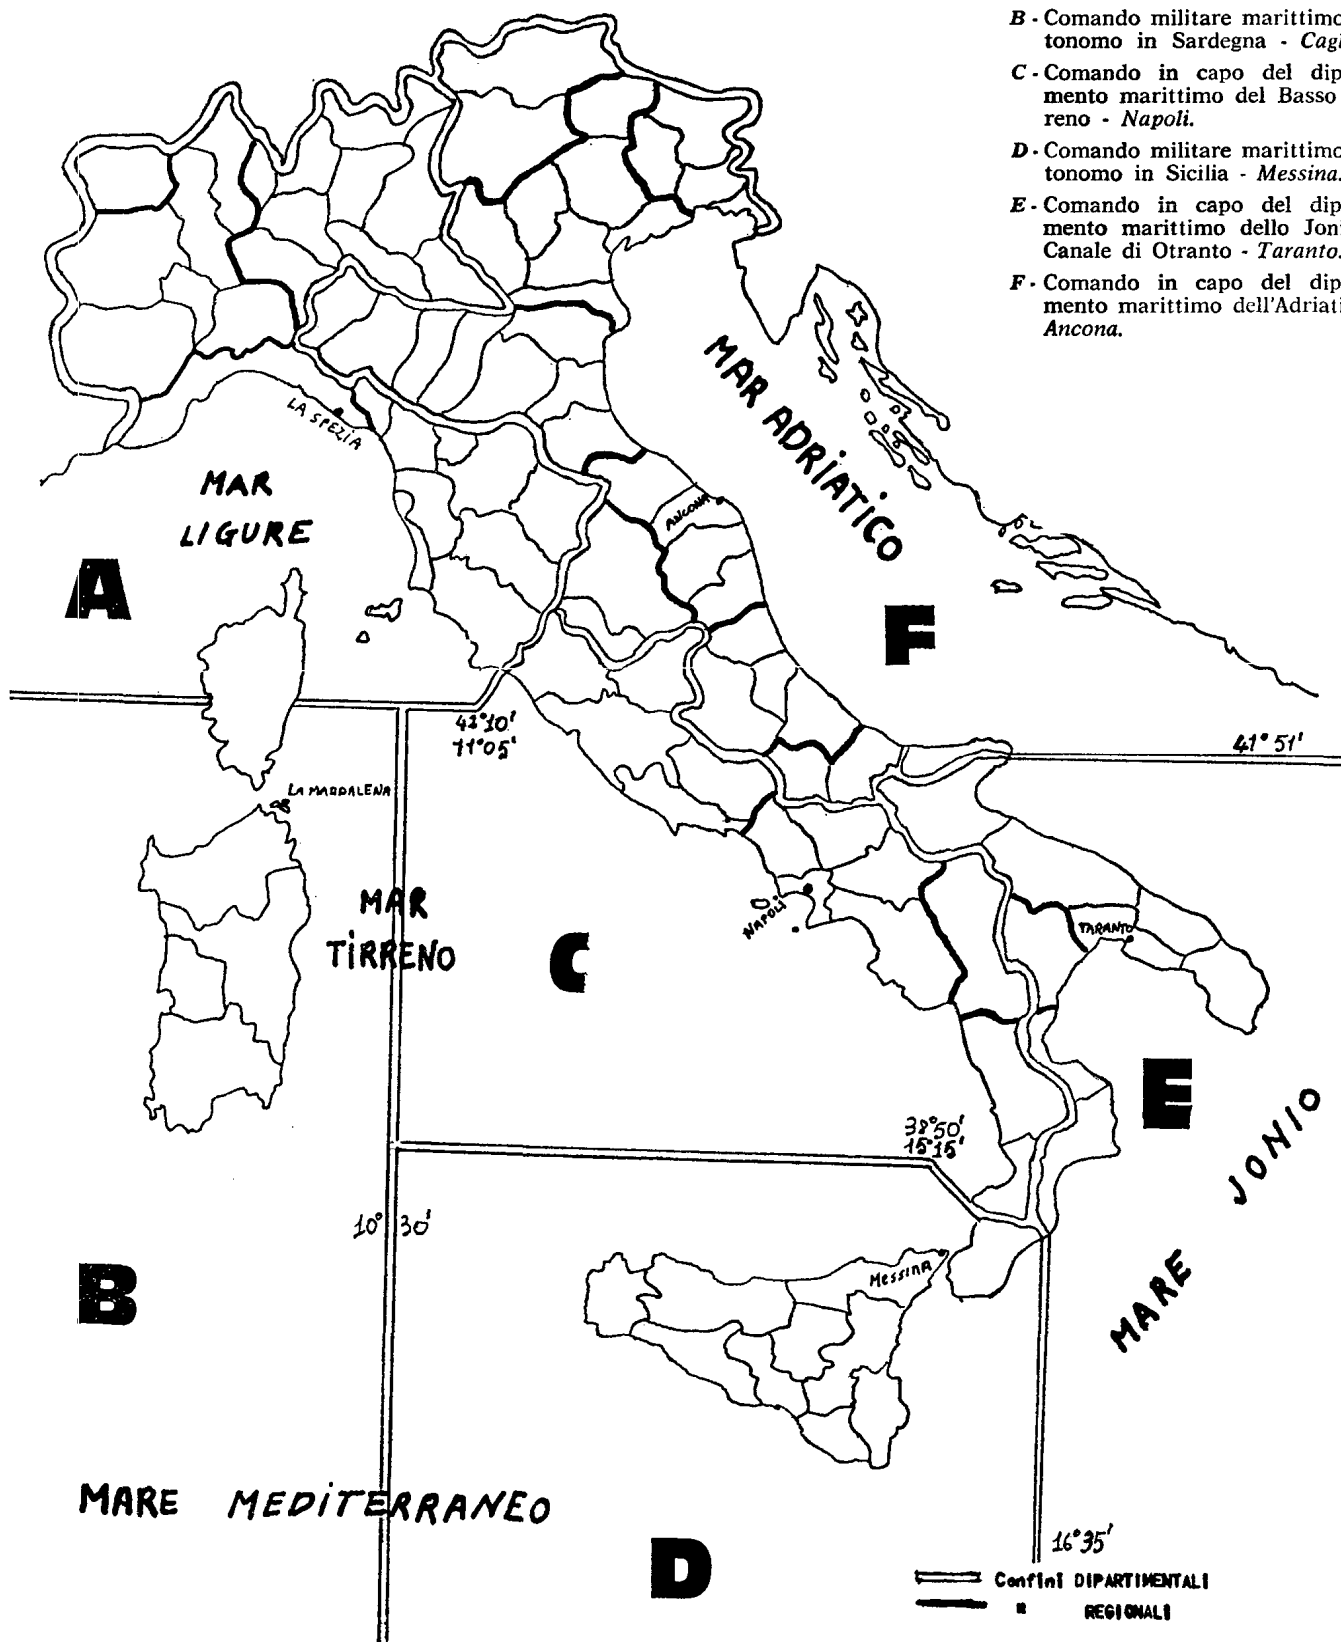 B - Comando militare marittimo
tonomo in Sardegna - Cagl
C - Comando in capo del dip
mento marittimo del Basso
reno - Napoli.
D - Comando militare marittimo
tonomo in Sicilia - Messina.
E - Comando in capo del dip
mento marittimo dello Joni
Canale di Otranto - Taranto.
F - Comando in capo del dip
mento marittimo dell'Adriati
Ancona.
MAR ADRIATICO
LA SPEZIA
MAR
LIGURE
ANCONA
A
F
42°10'
11°05'
41° 51'
LA MADDALENA
MAR
TIRRENO
NAPOLI
TARANTO
C
E
38°50'
15°15'
MARE JONIO
10° 30'
B
MESSINA
MARE MEDITERRANEO
D
16°35'
Confini DIPARTIMENTALI
" REGIONALI